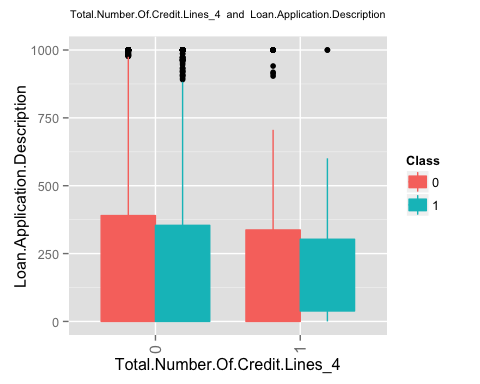 Total.Number.Of.Credit.Lines_4 and Loan.Application.Description
1000
750
500
250
0
Loan.Application.Description
0
1
Total.Number.Of.Credit.Lines_4
Class
0
1